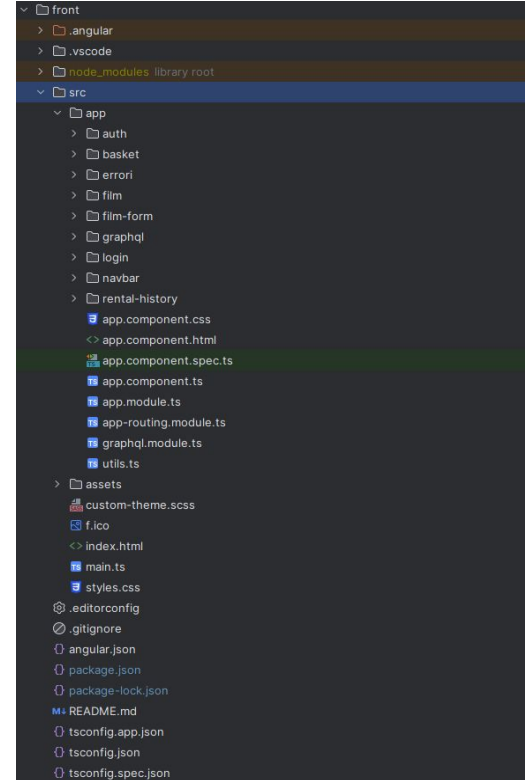 front
.angular
.vscode
node_modules library root
src
app
auth
basket
errori
film
film-form
graphql
login
navbar
rental-history
app.component.css
app.component.html
app.component.spec.ts
app.component.ts
app.module.ts
app-routing.module.ts
graphql.module.ts
utils.ts
assets
custom-theme.scss
f.ico
index.html
main.ts
styles.css
.editorconfig
.gitignore
angular.json
package.json
package-lock.json
README.md
tsconfig.app.json
tsconfig.json
tsconfig.spec.json